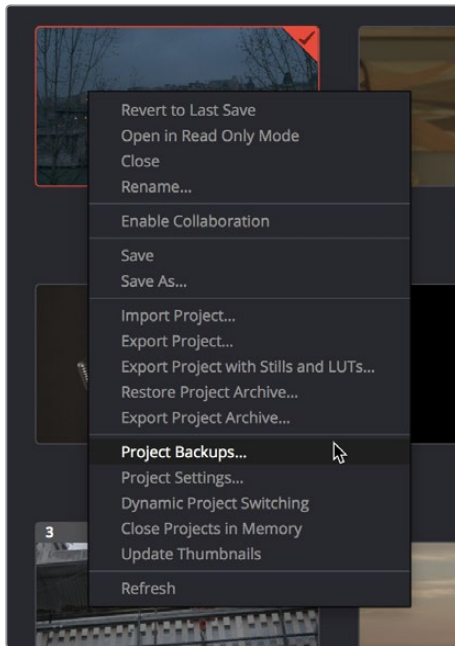 Revert to Last Save
Open in Read Only Mode
Close
Rename...
Enable Collaboration
Save
Save As...
Import Project...
Export Project...
Export Project with Stills and LUTs...
Restore Project Archive...
Export Project Archive...
Project Backups...
Project Settings...
Dynamic Project Switching
Close Projects in Memory
3
Update Thumbnails
Refresh